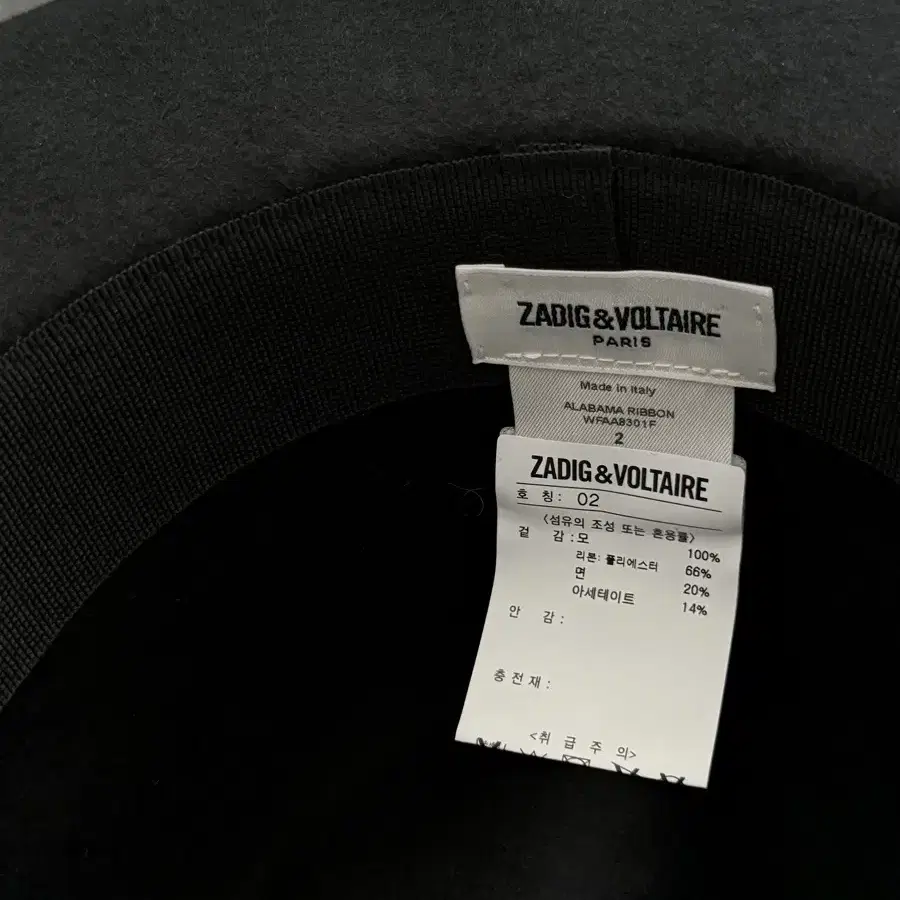 ZADIG&VOLTAIRE
PARIS
Made in Italy
ALABAMA RIBBON
WFAA8301F
2
ZADIG&VOLTAIRE
호 칭: 02
<섬유의 조성 또는 혼용률>
겉 감:모 100%
리본: 폴리에스터 66%
면 20%
아세테이트 14%
안 감:
충전재:
<취 급 주 의>